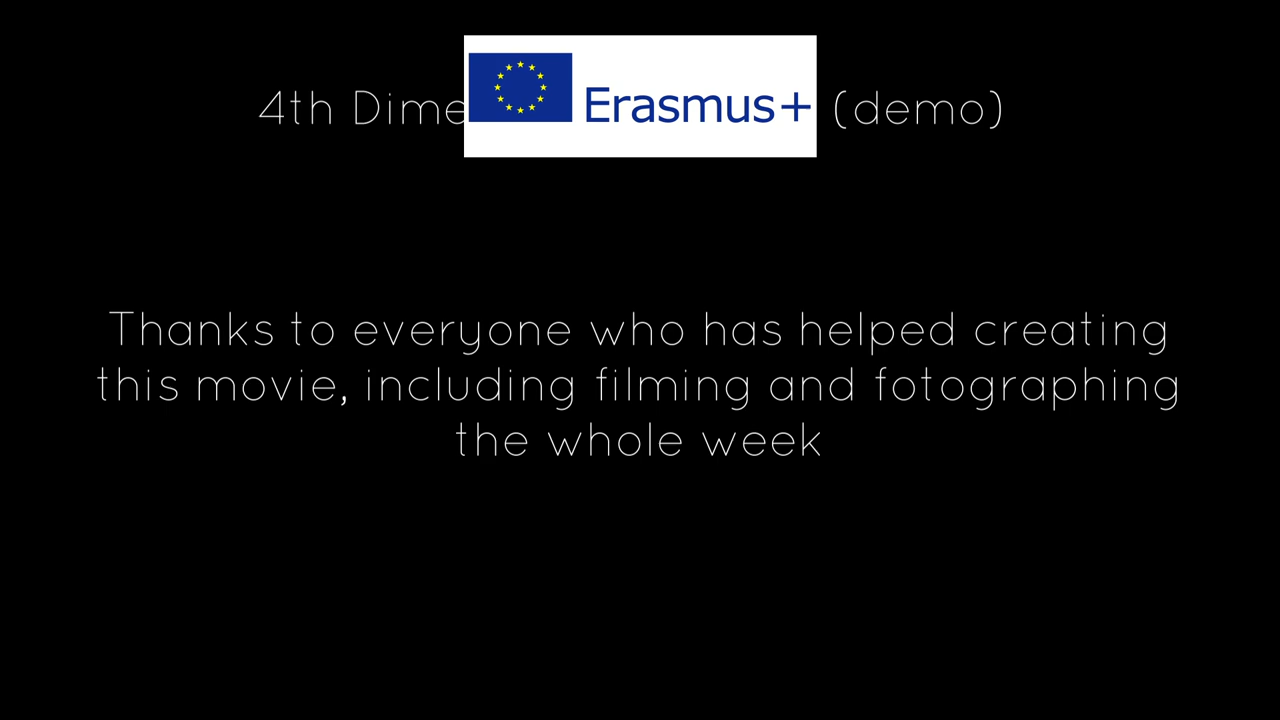 4th Dime Erasmus+ (demo)
Thanks to everyone who has helped creating
this movie, including filming and fotographing
the whole week